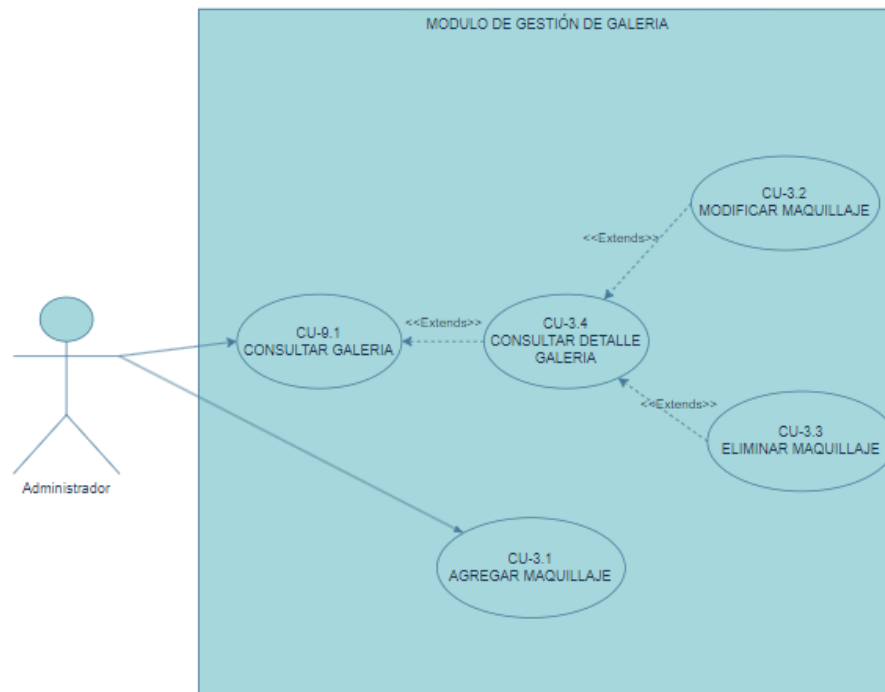 MODULO DE GESTIÓN DE GALERIA
CU-3.2
MODIFICAR MAQUILLAJE
<<Extends>>
CU-9.1
CONSULTAR GALERIA
<<Extends>>
CU-3.4
CONSULTAR DETALLE
GALERIA
<<Extends>>
CU-3.3
ELIMINAR MAQUILLAJE
Administrador
CU-3.1
AGREGAR MAQUILLAJE